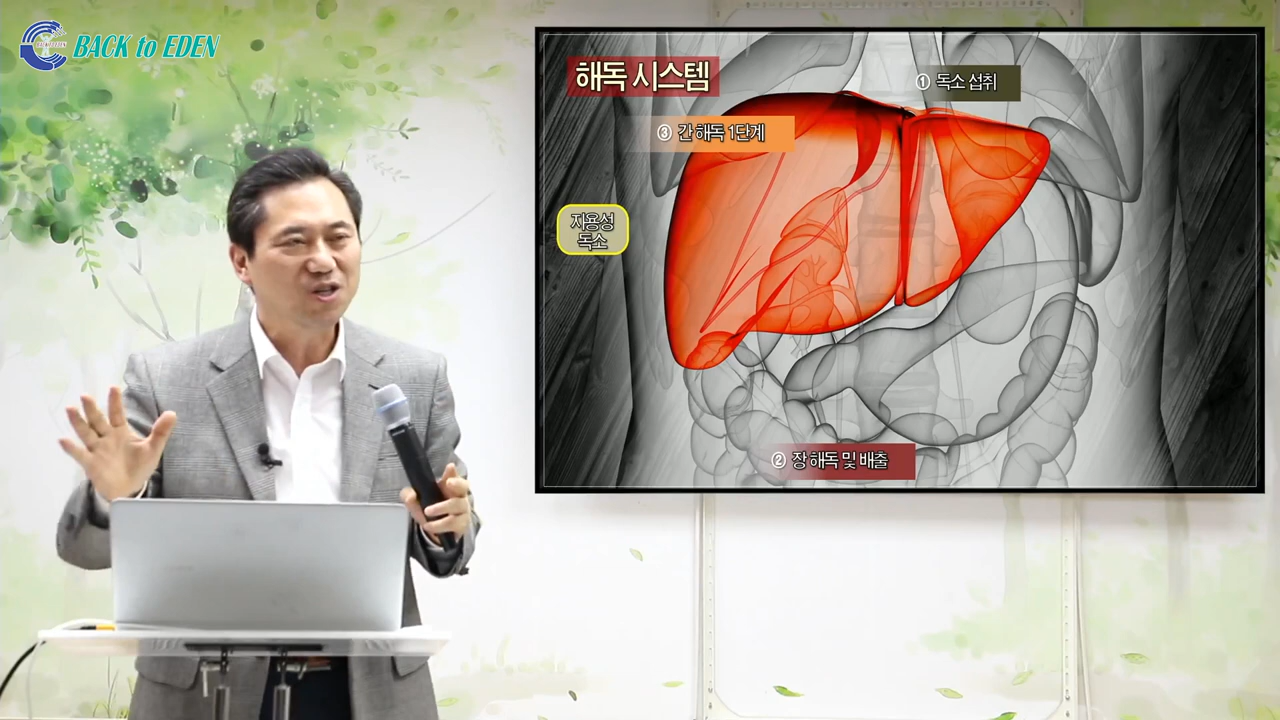 BACK to EDEN
해독 시스템
① 독소 섭취
③ 간 해독 1단계
지용성
독소
② 장 해독 및 배출